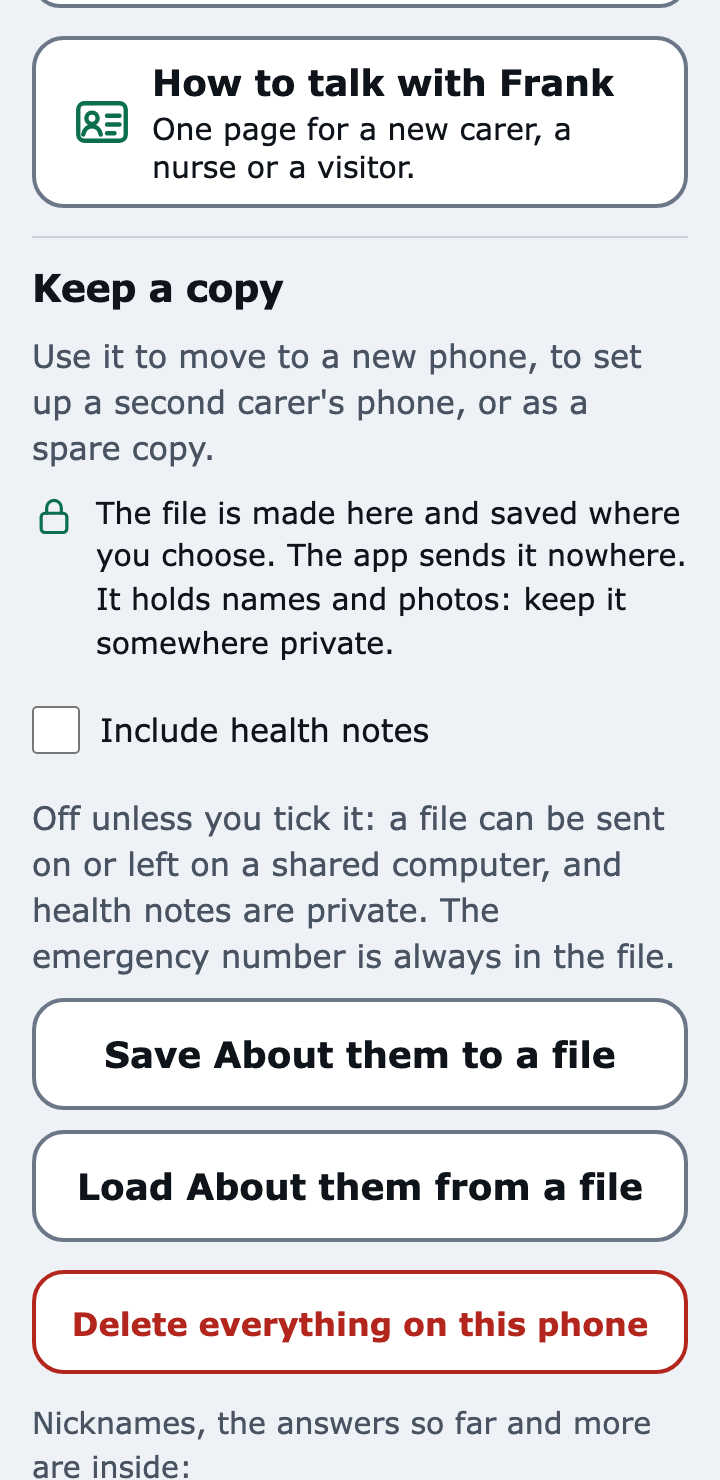 How to talk with Frank
One page for a new carer, a
nurse or a visitor.
Keep a copy
Use it to move to a new phone, to set
up a second carer's phone, or as a
spare copy.
The file is made here and saved where
you choose. The app sends it nowhere.
It holds names and photos: keep it
somewhere private.
Include health notes
Off unless you tick it: a file can be sent
on or left on a shared computer, and
health notes are private. The
emergency number is always in the file.
Save About them to a file
Load About them from a file
Delete everything on this phone
Nicknames, the answers so far and more
are inside: